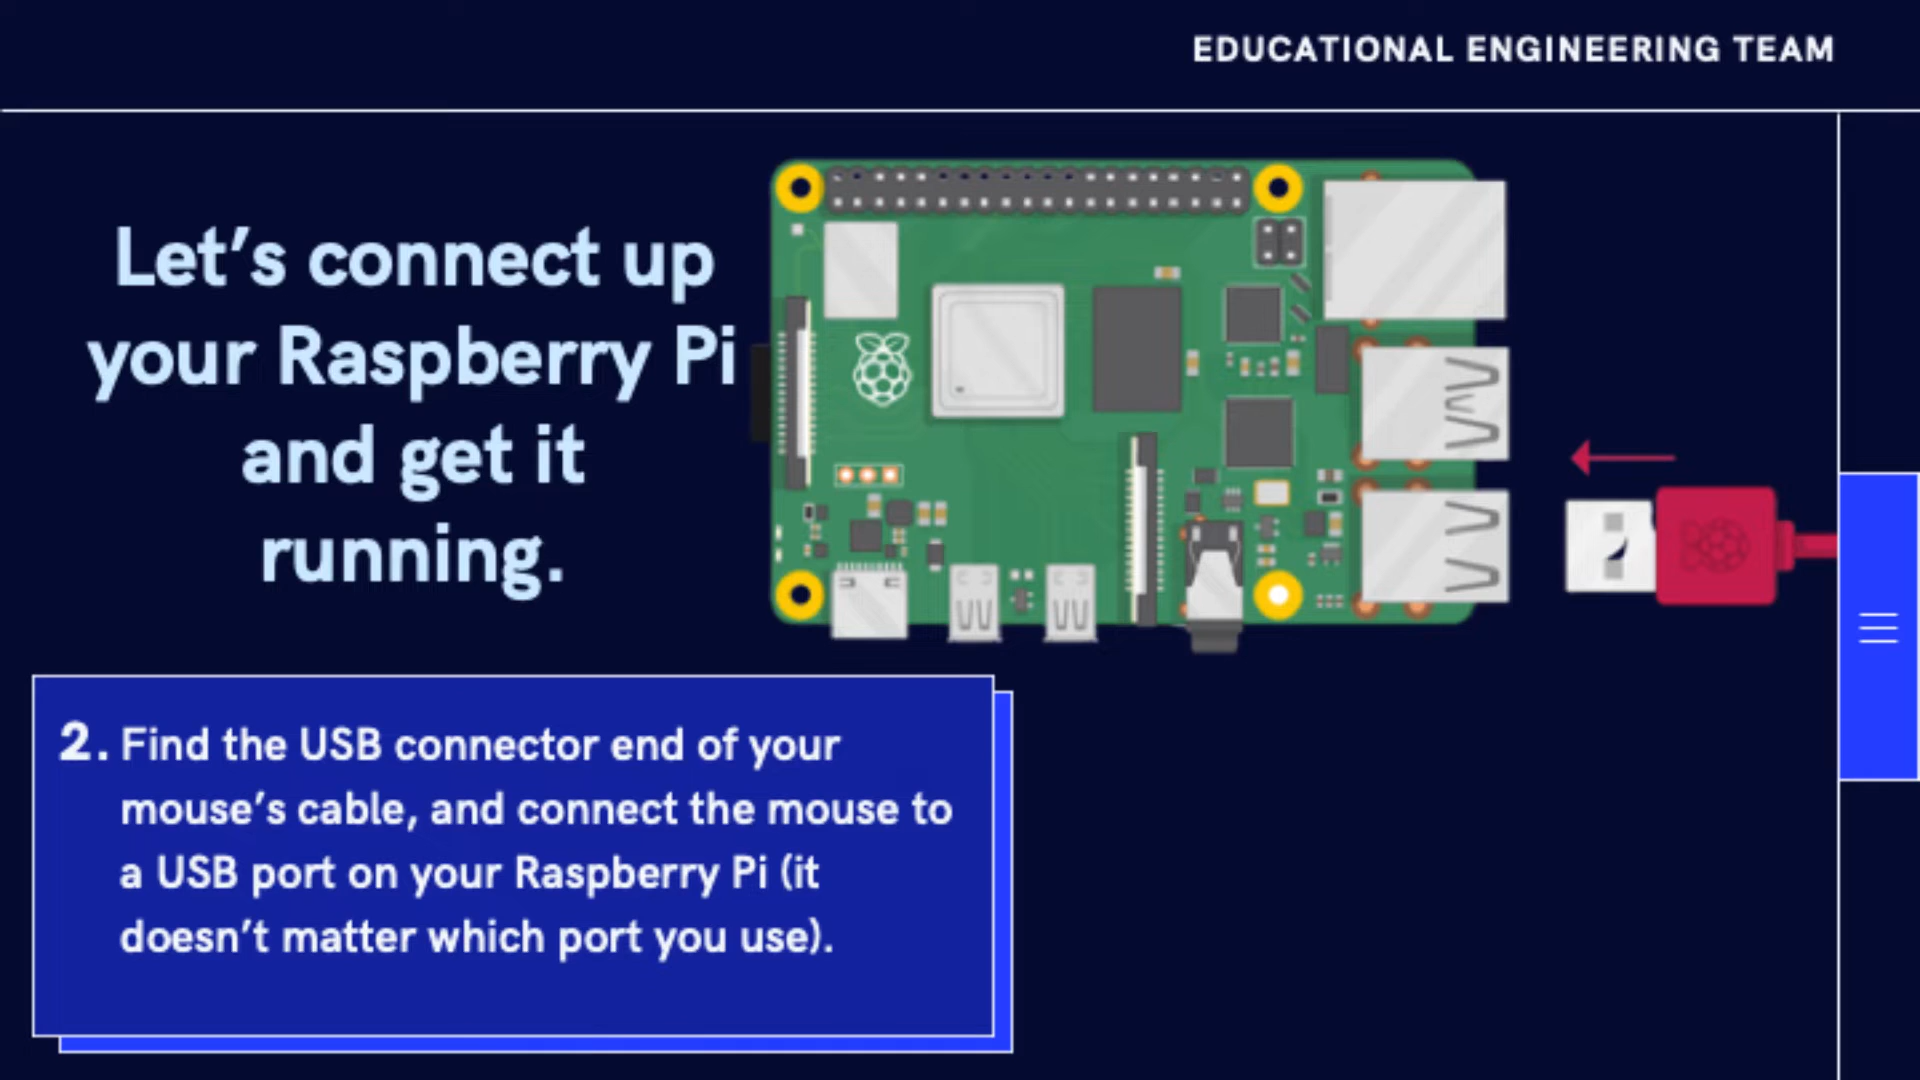 EDUCATIONAL ENGINEERING TEAM
Let’s connect up
your Raspberry Pi
and get it
running.
2. Find the USB connector end of your
mouse’s cable, and connect the mouse to
a USB port on your Raspberry Pi (it
doesn’t matter which port you use).